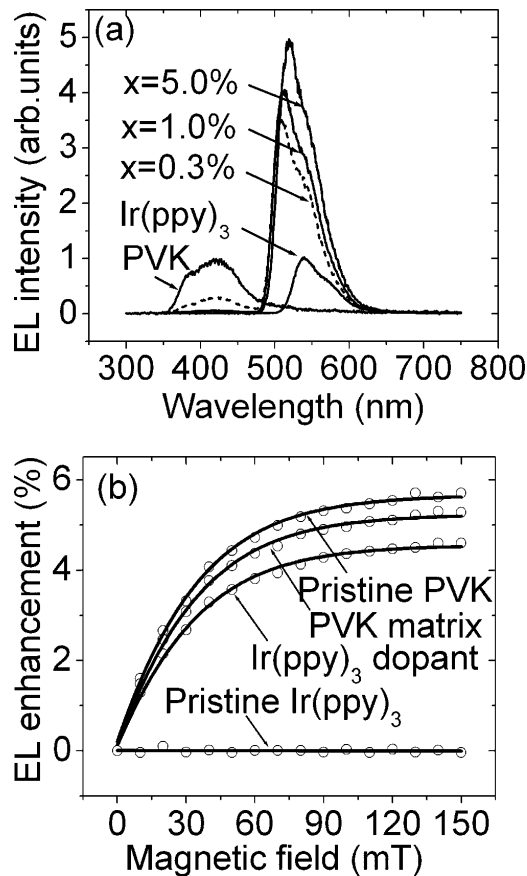 (a)
EL intensity (arb.units)
5
4
3
2
1
0
x=5.0%
x=1.0%
x=0.3%
Ir(ppy)₃
PVK
300 400 500 600 700 800
Wavelength (nm)
(b)
EL enhancement (%)
6
4
2
0
Pristine PVK
PVK matrix
Ir(ppy)₃ dopant
Pristine Ir(ppy)₃
0 30 60 90 120 150
Magnetic field (mT)